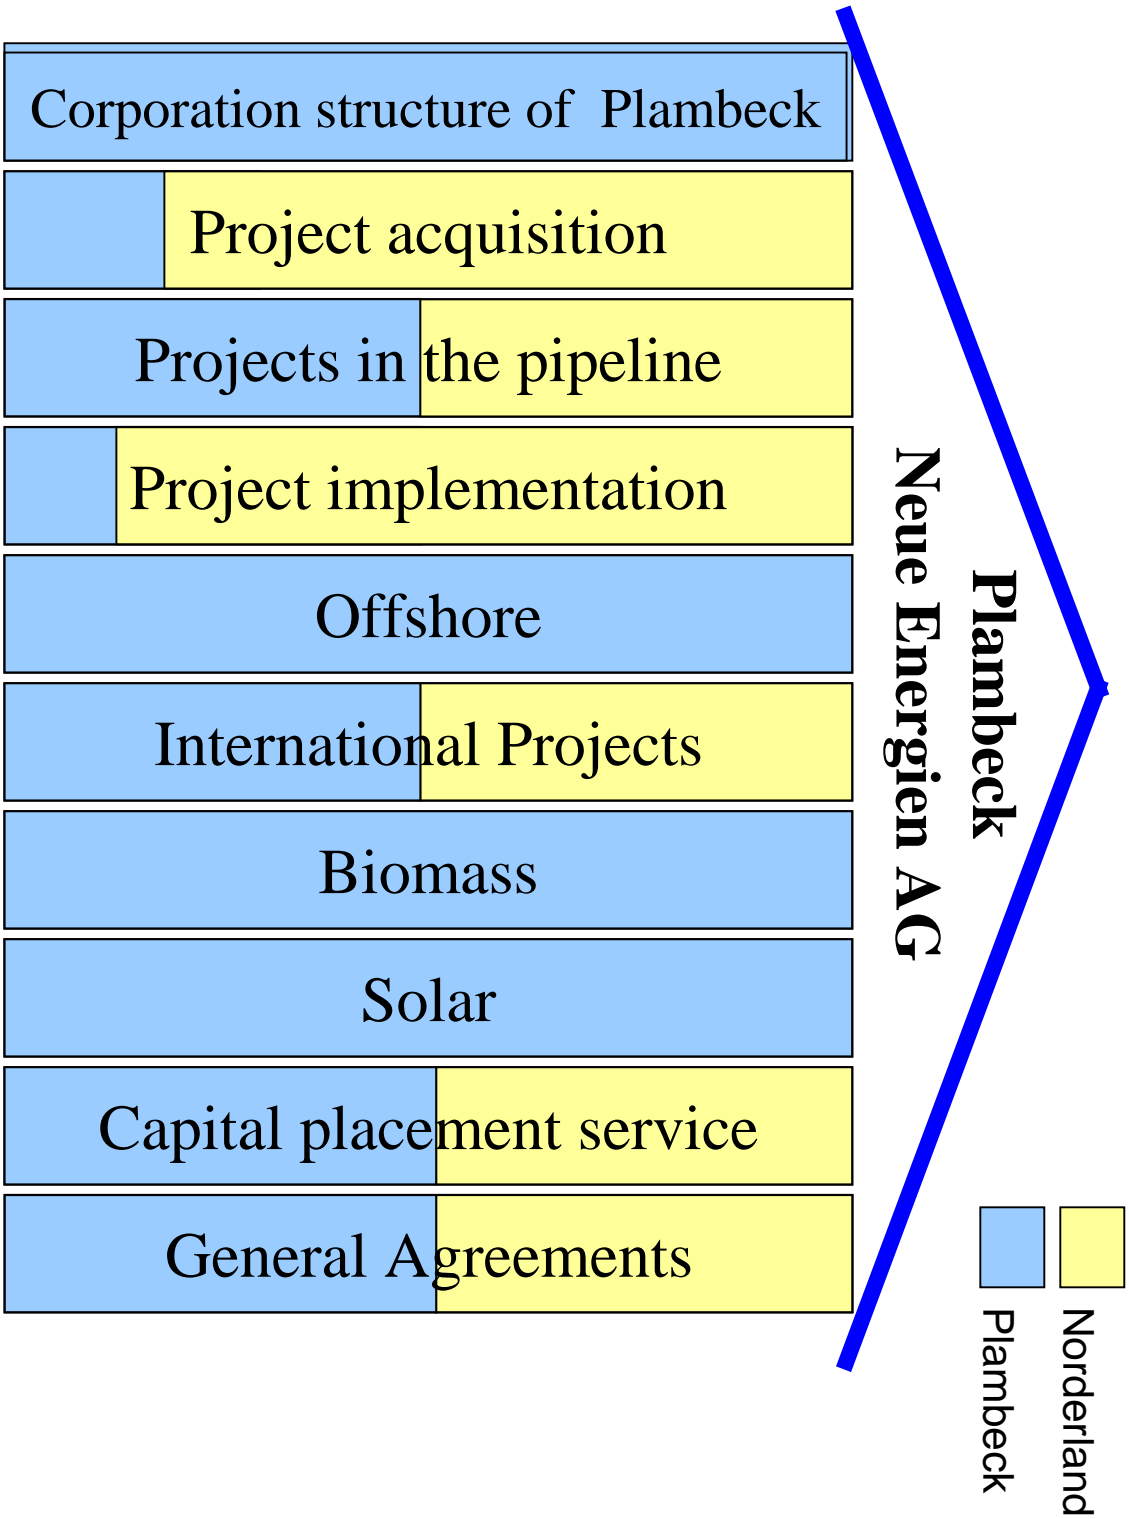 Plambeck
Neue Energien AG
Corporation structure of Plambeck
Project acquisition
Projects in the pipeline
Project implementation
Offshore
International Projects
Biomass
Solar
Capital placement service
General Agreements
Norderland
Plambeck